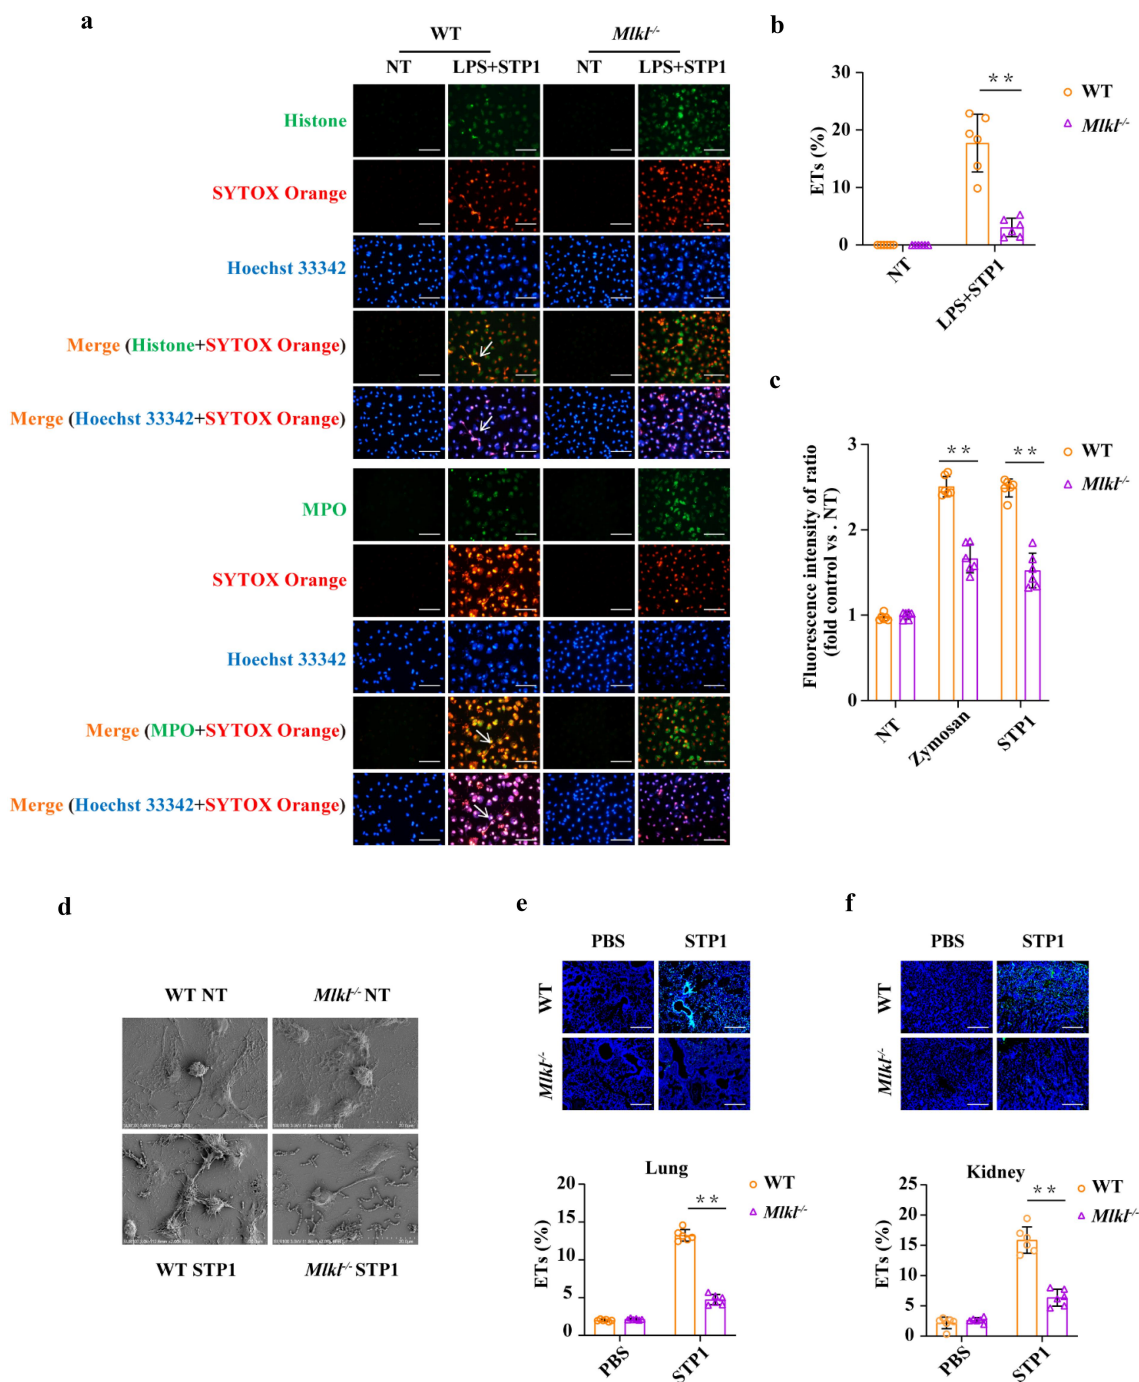 a
WT
Mlkl-/-
NT
LPS+STP1
NT
LPS+STP1
Histone
SYTOX Orange
Hoechst 33342
Merge (Histone+SYTOX Orange)
Merge (Hoechst 33342+SYTOX Orange)
MPO
SYTOX Orange
Hoechst 33342
Merge (MPO+SYTOX Orange)
Merge (Hoechst 33342+SYTOX Orange)
b
30
20
10
0
ETs (%)
**
WT
Mlkl-/-
NT
LPS+STP1
c
3
2
1
0
Fluorescence intensity of ratio
(fold control vs . NT)
**
**
WT
Mlkl-/-
NT
Zymosan
STP1
d
WT NT
Mlkl-/- NT
WT STP1
Mlkl-/- STP1
e
PBS
STP1
WT
Mlkl-/-
Lung
20
15
10
5
0
ETs (%)
**
WT
Mlkl-/-
PBS
STP1
f
PBS
STP1
WT
Mlkl-/-
Kidney
25
20
15
10
5
0
ETs (%)
**
WT
Mlkl-/-
PBS
STP1